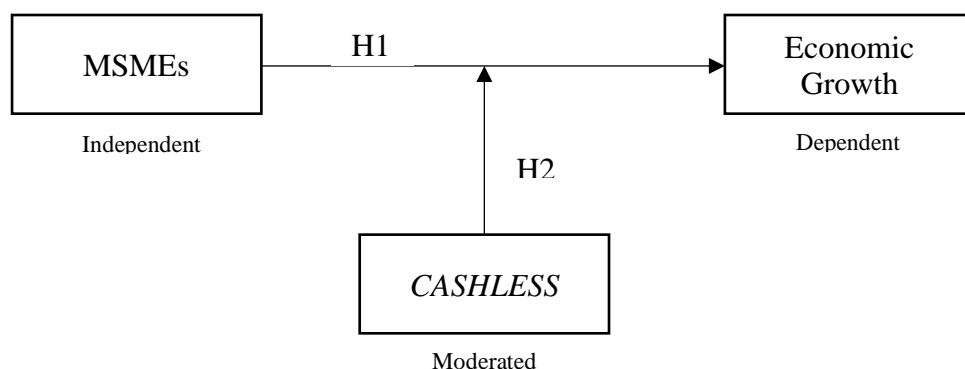 H1
MSMEs
Economic
Growth
Independent
Dependent
H2
CASHLESS
Moderated